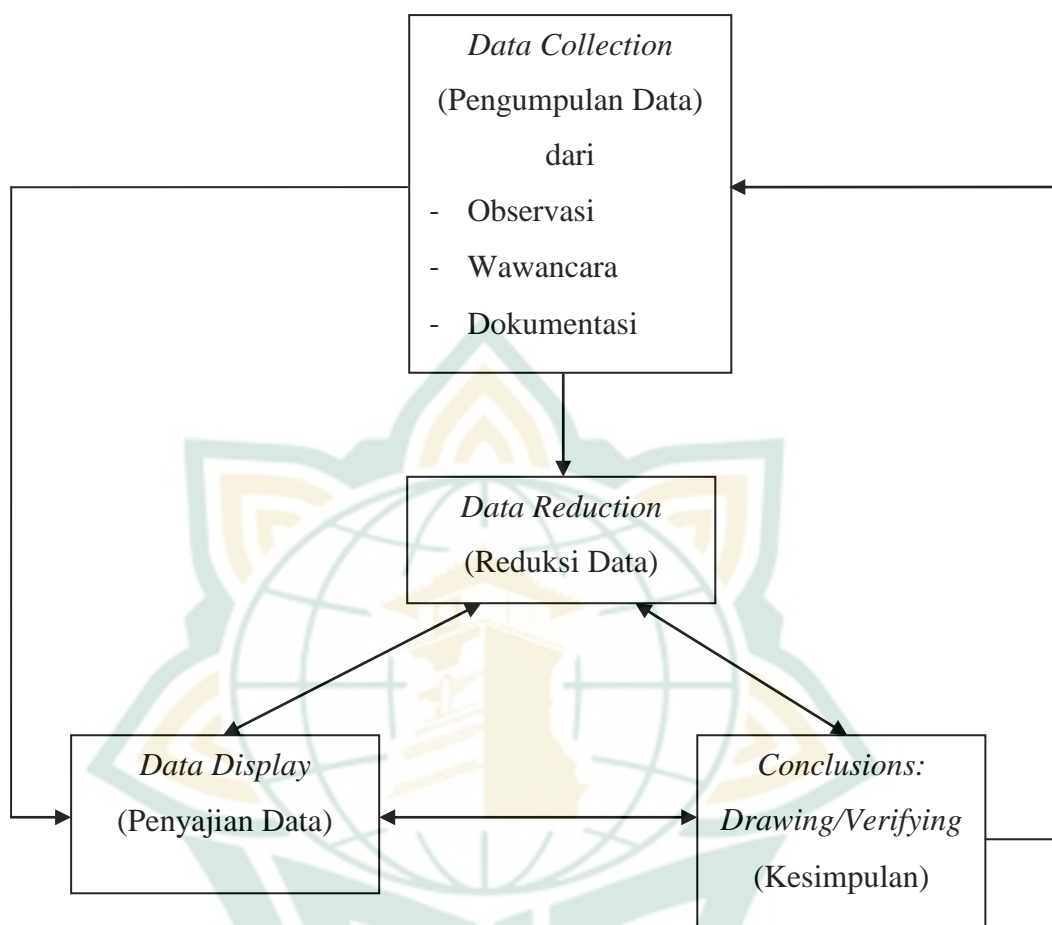 Data Collection
(Pengumpulan Data)
dari
- Observasi
- Wawancara
- Dokumentasi
Data Reduction
(Reduksi Data)
Data Display
(Penyajian Data)
Conclusions:
Drawing/Verifying
(Kesimpulan)